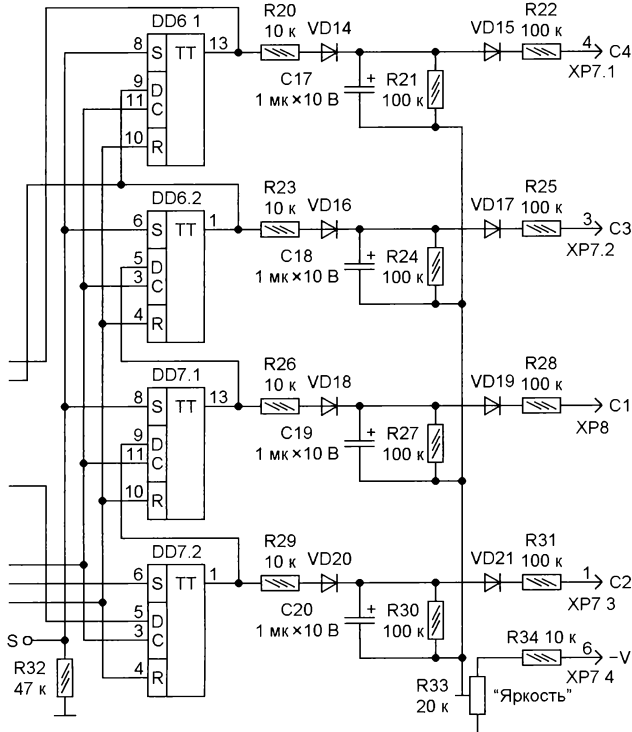 DD6 1
R20
10 к
VD14
VD15
R22
100 к
8
S
TT
13
4
C4
XP7.1
9
D
11
C
C17
1 мк×10 В
+
R21
100 к
10
R
DD6.2
R23
10 к
VD16
VD17
R25
100 к
6
S
TT
1
3
C3
XP7.2
5
D
3
C
C18
1 мк×10 В
+
R24
100 к
4
R
DD7.1
R26
10 к
VD18
VD19
R28
100 к
8
S
TT
13
C1
XP8
9
D
11
C
C19
1 мк×10 В
+
R27
100 к
10
R
DD7.2
R29
10 к
VD20
VD21
R31
100 к
6
S
TT
1
1
C2
XP7 3
5
D
3
C
C20
1 мк×10 В
+
R30
100 к
S
4
R
R32
47 к
R34 10 к
6
–V
XP7 4
R33
20 к
"Яркость"